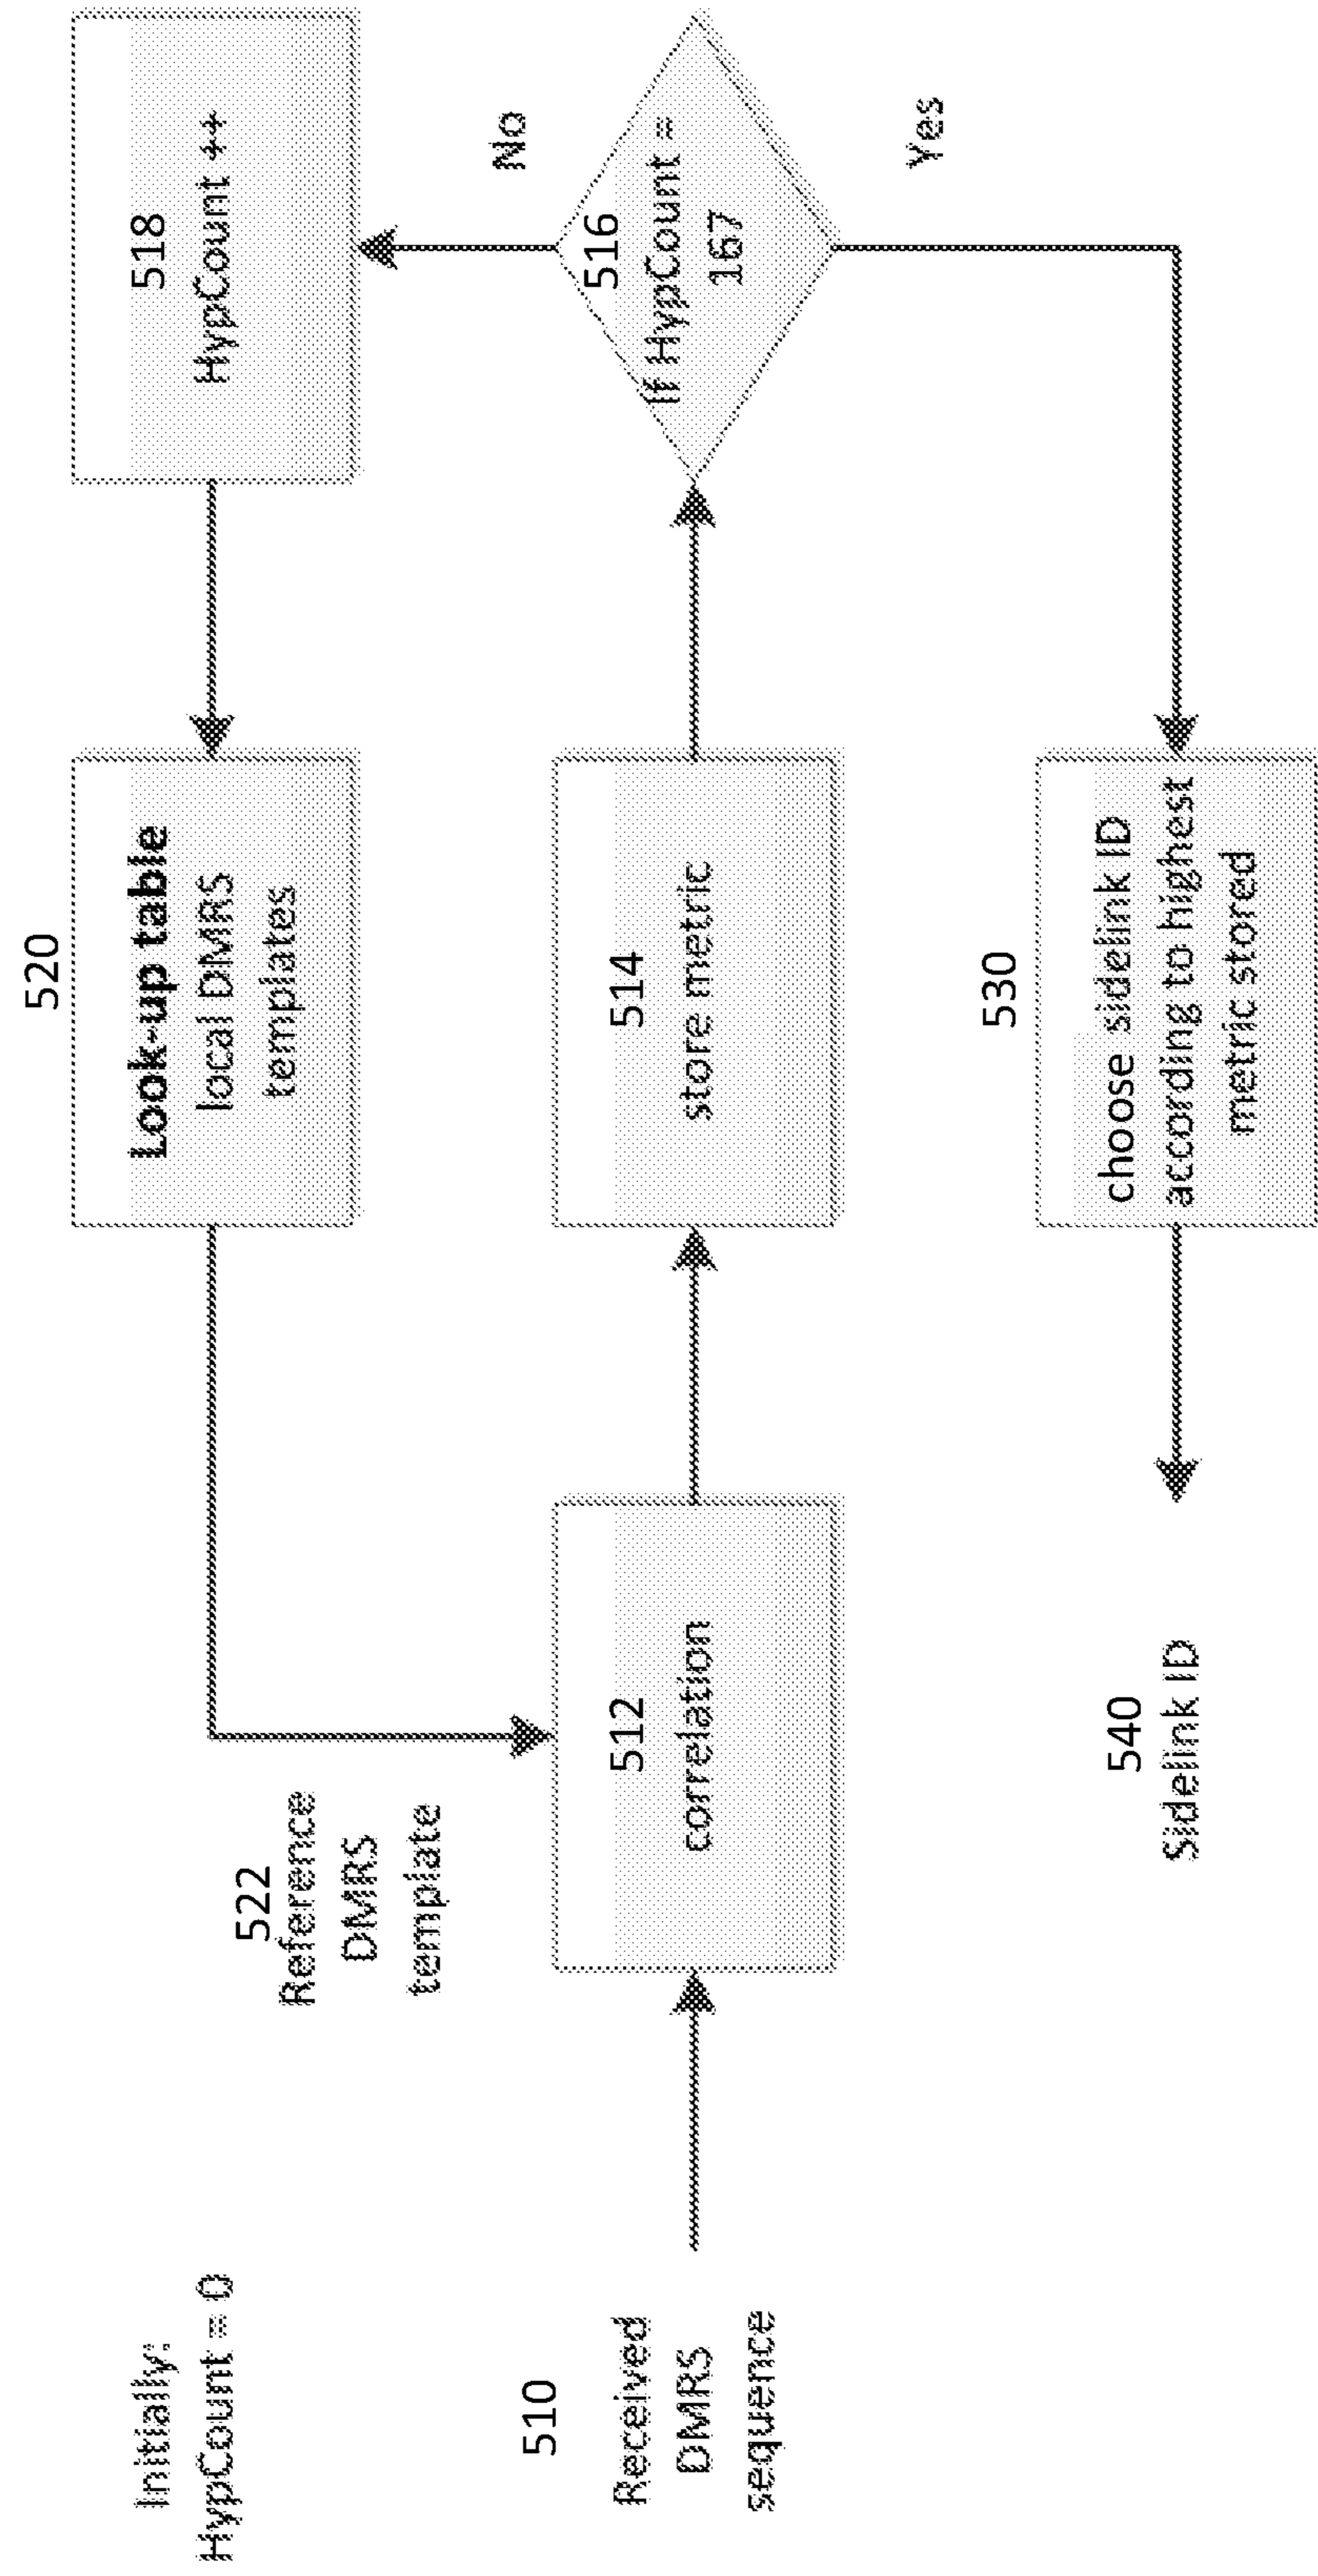 Initially:
HypCount = 0
510
Received
DMRS
sequence
522
Reference
DMRS
template
512
correlation
520
Look-up table
local DMRS
templates
514
store metric
518
HypCount ++
516
If HypCount =
167
No
Yes
530
choose sidelink ID
according to highest
metric stored
540
Sidelink ID